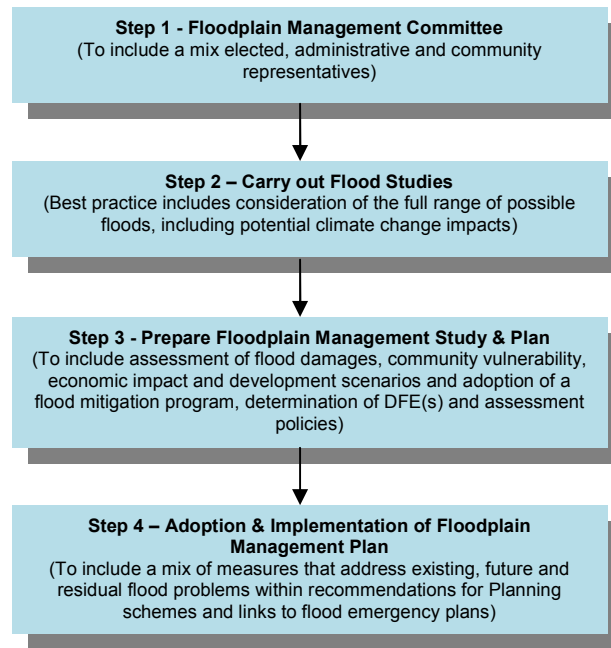 Step 1 - Floodplain Management Committee
(To include a mix elected, administrative and community
representatives)
Step 2 – Carry out Flood Studies
(Best practice includes consideration of the full range of possible
floods, including potential climate change impacts)
Step 3 - Prepare Floodplain Management Study & Plan
(To include assessment of flood damages, community vulnerability,
economic impact and development scenarios and adoption of a
flood mitigation program, determination of DFE(s) and assessment
policies)
Step 4 – Adoption & Implementation of Floodplain
Management Plan
(To include a mix of measures that address existing, future and
residual flood problems within recommendations for Planning
schemes and links to flood emergency plans)